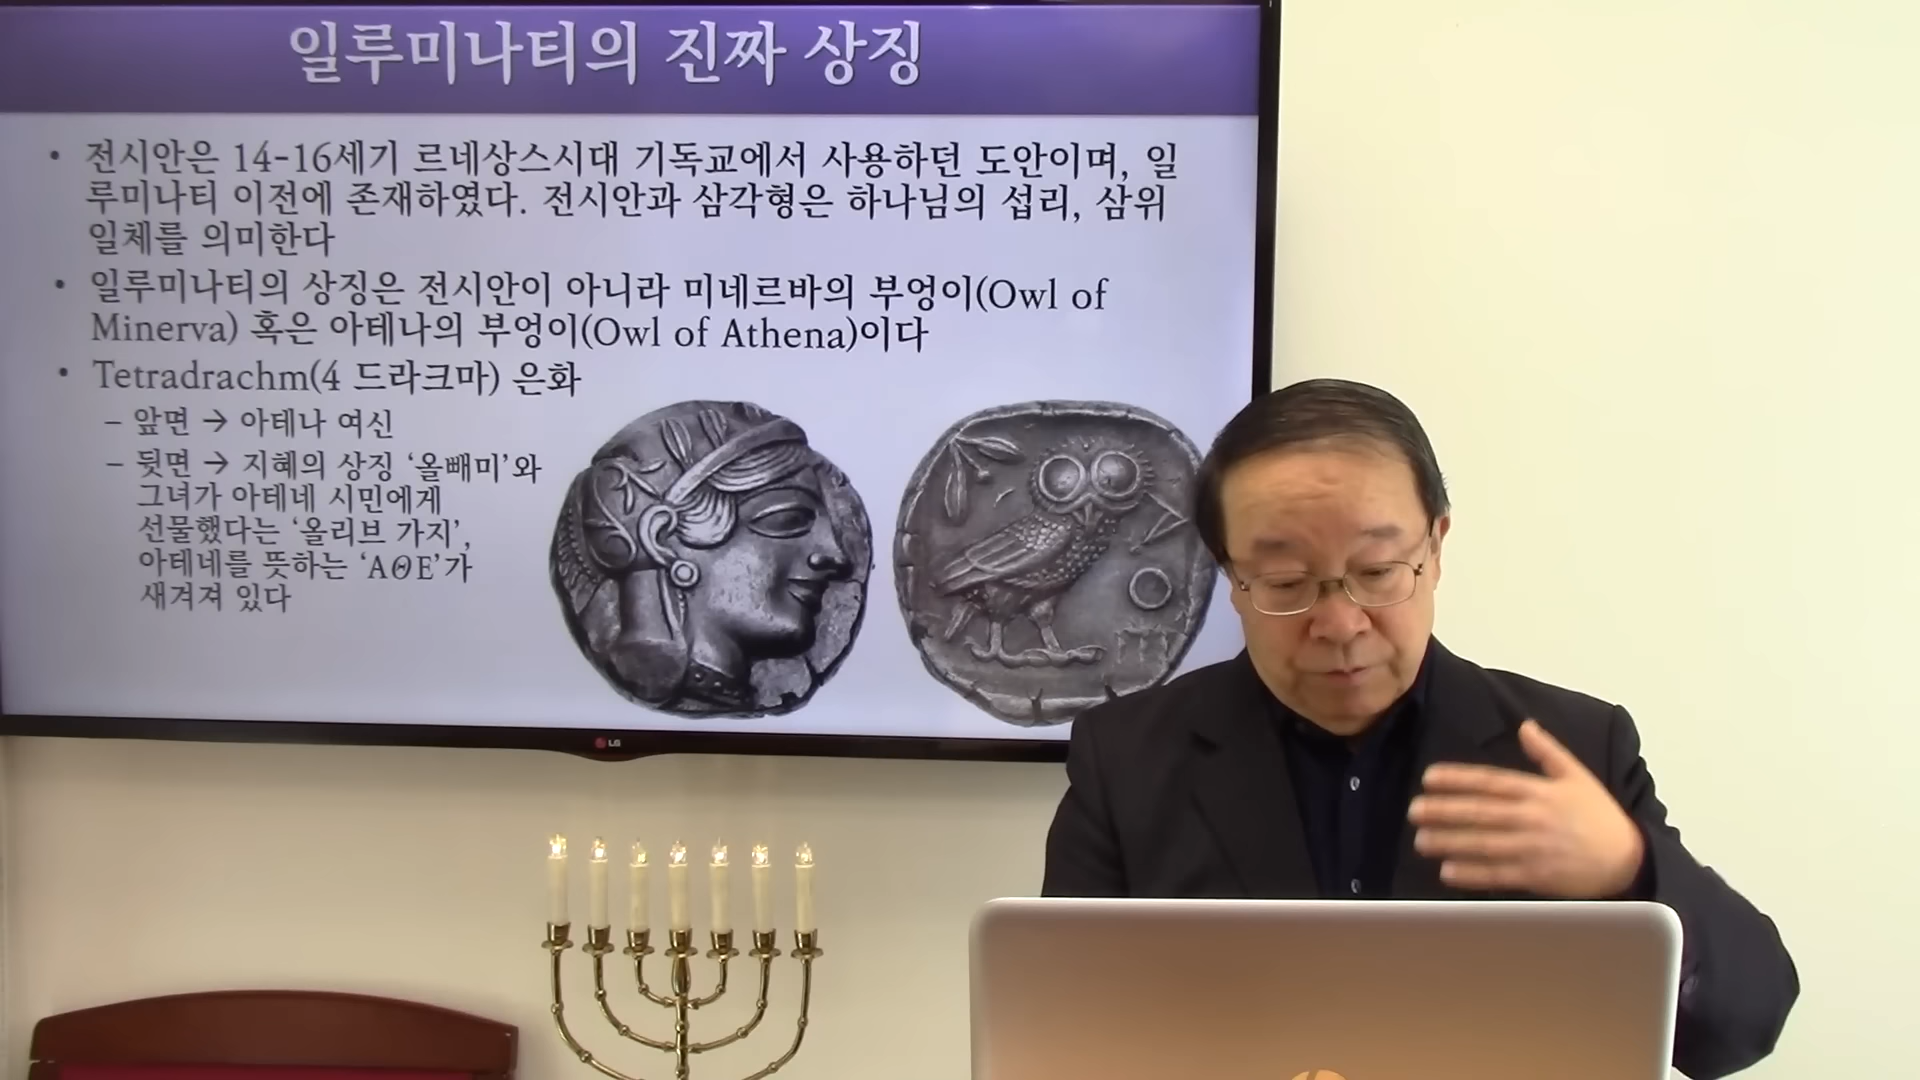 일루미나티의 진짜 상징
• 전시안은 14-16세기 르네상스시대 기독교에서 사용하던 도안이며, 일
루미나티 이전에 존재하였다. 전시안과 삼각형은 하나님의 섭리, 삼위
일체를 의미한다
• 일루미나티의 상징은 전시안이 아니라 미네르바의 부엉이(Owl of
Minerva) 혹은 아테나의 부엉이(Owl of Athena)이다
• Tetradrachm(4 드라크마) 은화
– 앞면 → 아테나 여신
– 뒷면 → 지혜의 상징 ‘올빼미’와
그녀가 아테네 시민에게
선물했다는 ‘올리브 가지’,
아테네를 뜻하는 ‘ΑΘΕ’가
새겨져 있다
LG